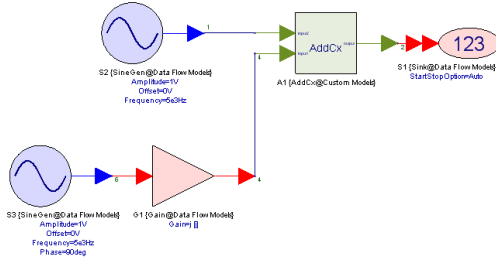 1
input
input
AddCx
output
4
2
123
S2 {SineGen@Data Flow Models}
Amplitude=1V
Offset=0V
Frequency=5e3Hz
A1 {AddCx@Custom Models}
S1 {Sink@Data Flow Models}
StartStopOption=Auto
6
4
S3 {SineGen@Data Flow Models}
Amplitude=1V
Offset=0V
Frequency=5e3Hz
Phase=90deg
G1 {Gain@Data Flow Models}
Gain=j []